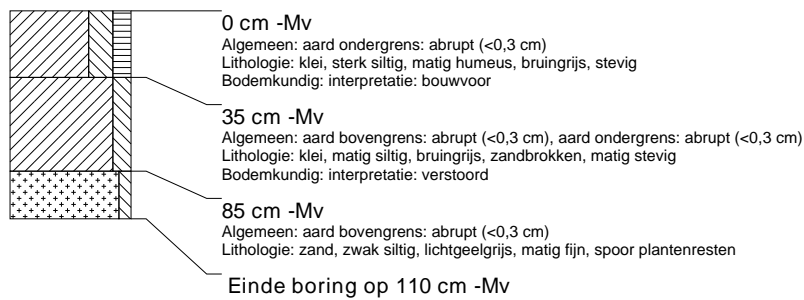 0 cm -Mv
Algemeen: aard ondergrens: abrupt (<0,3 cm)
Lithologie: klei, sterk siltig, matig humeus, bruingrijs, stevig
Bodemkundig: interpretatie: bouwvoor
35 cm -Mv
Algemeen: aard bovengrens: abrupt (<0,3 cm), aard ondergrens: abrupt (<0,3 cm)
Lithologie: klei, matig siltig, bruingrijs, zandbrokken, matig stevig
Bodemkundig: interpretatie: verstoord
85 cm -Mv
Algemeen: aard bovengrens: abrupt (<0,3 cm)
Lithologie: zand, zwak siltig, lichtgeelgrijs, matig fijn, spoor plantenresten
Einde boring op 110 cm -Mv